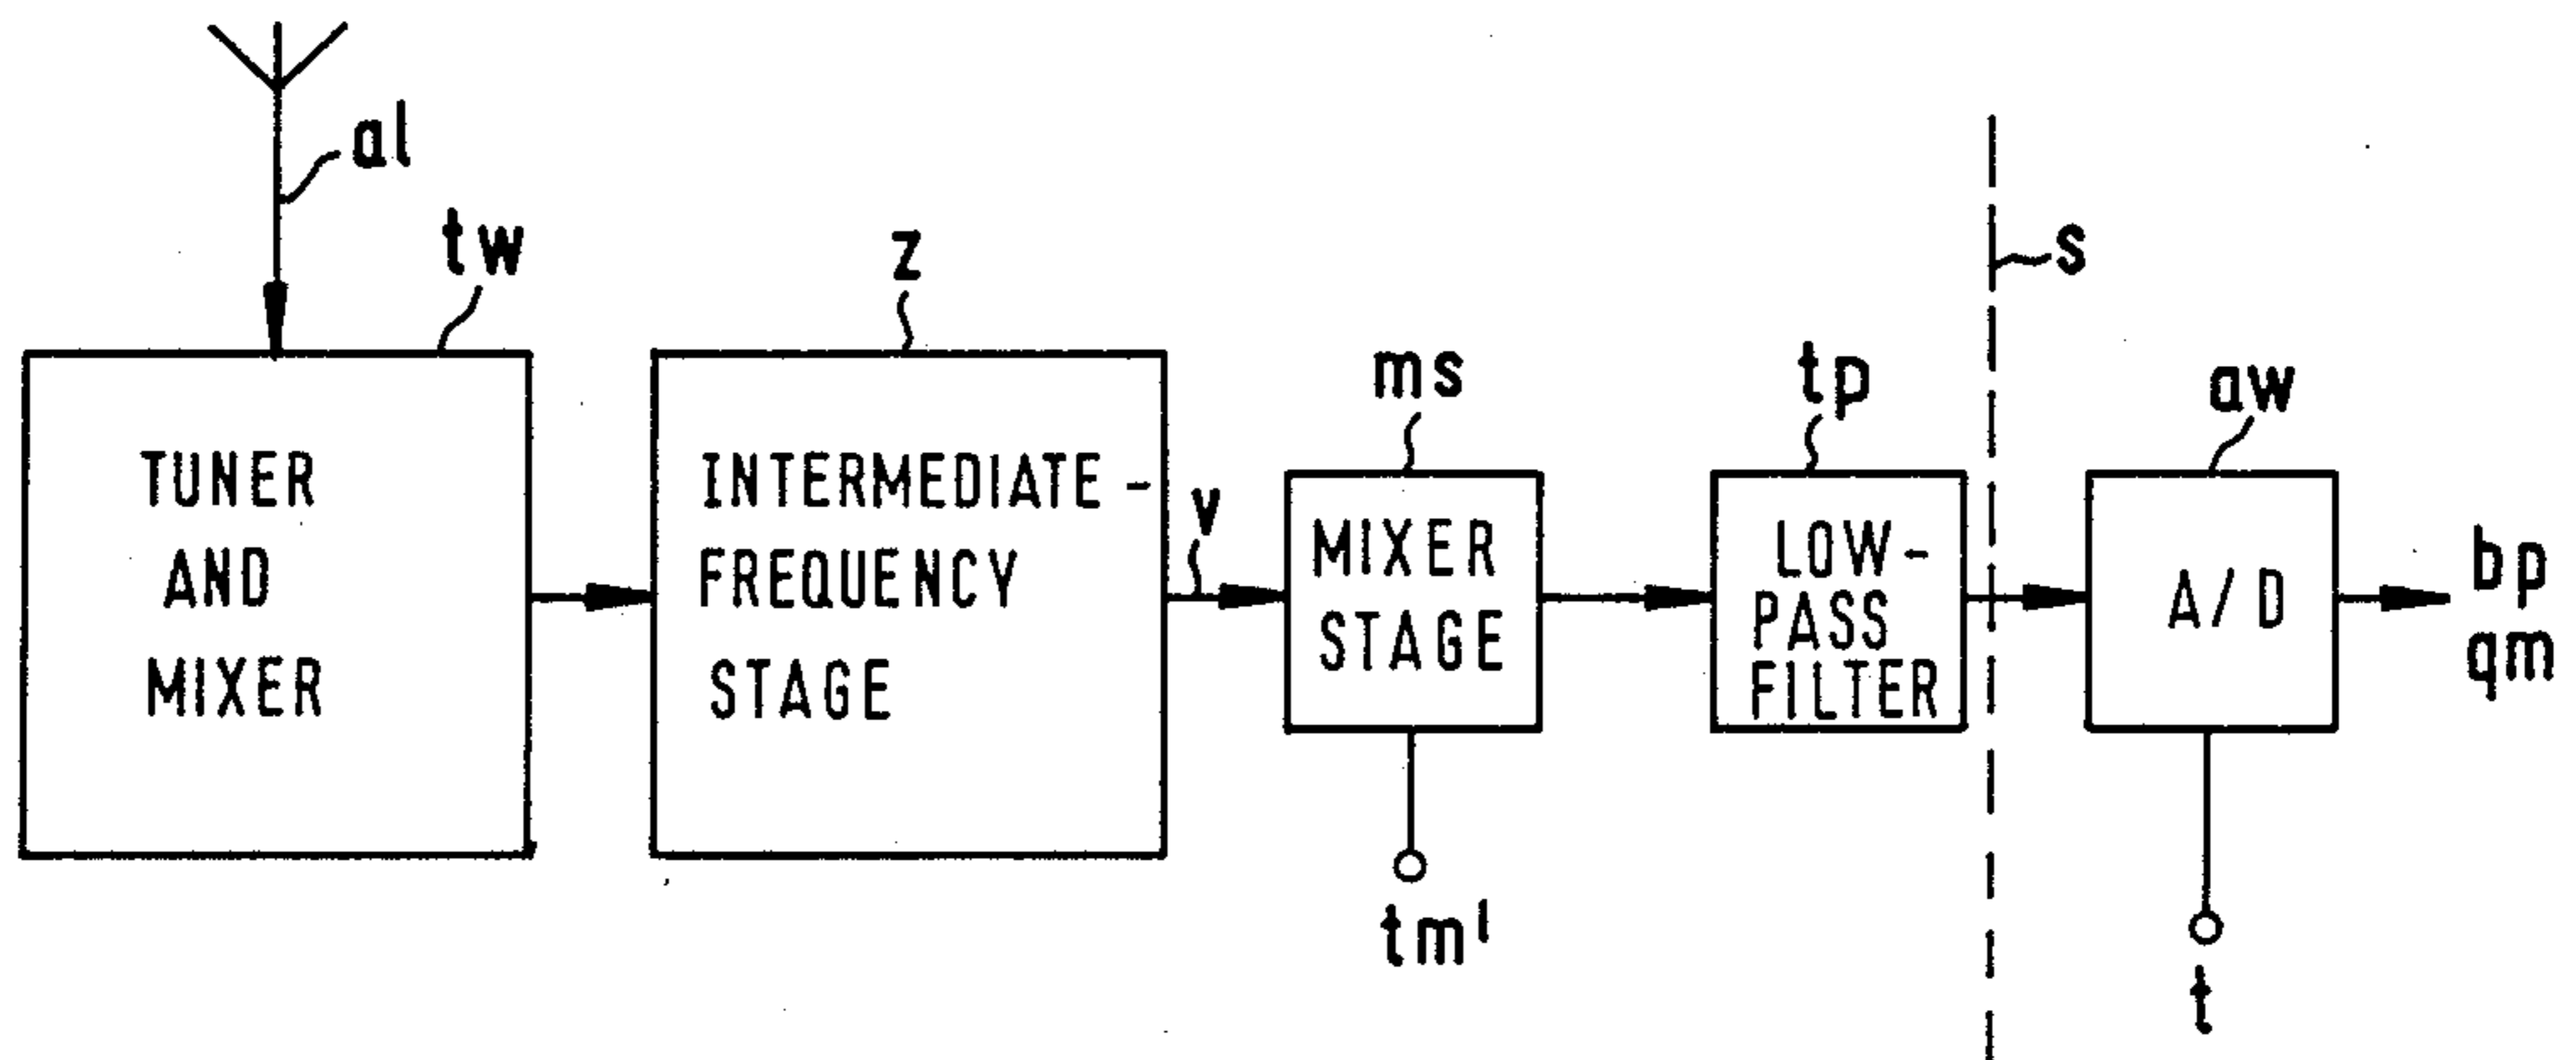 al
tw
TUNER
AND
MIXER
z
INTERMEDIATE-
FREQUENCY
STAGE
v
ms
MIXER
STAGE
tm'
tp
LOW-
PASS
FILTER
s
aw
A/D
t
bp
qm